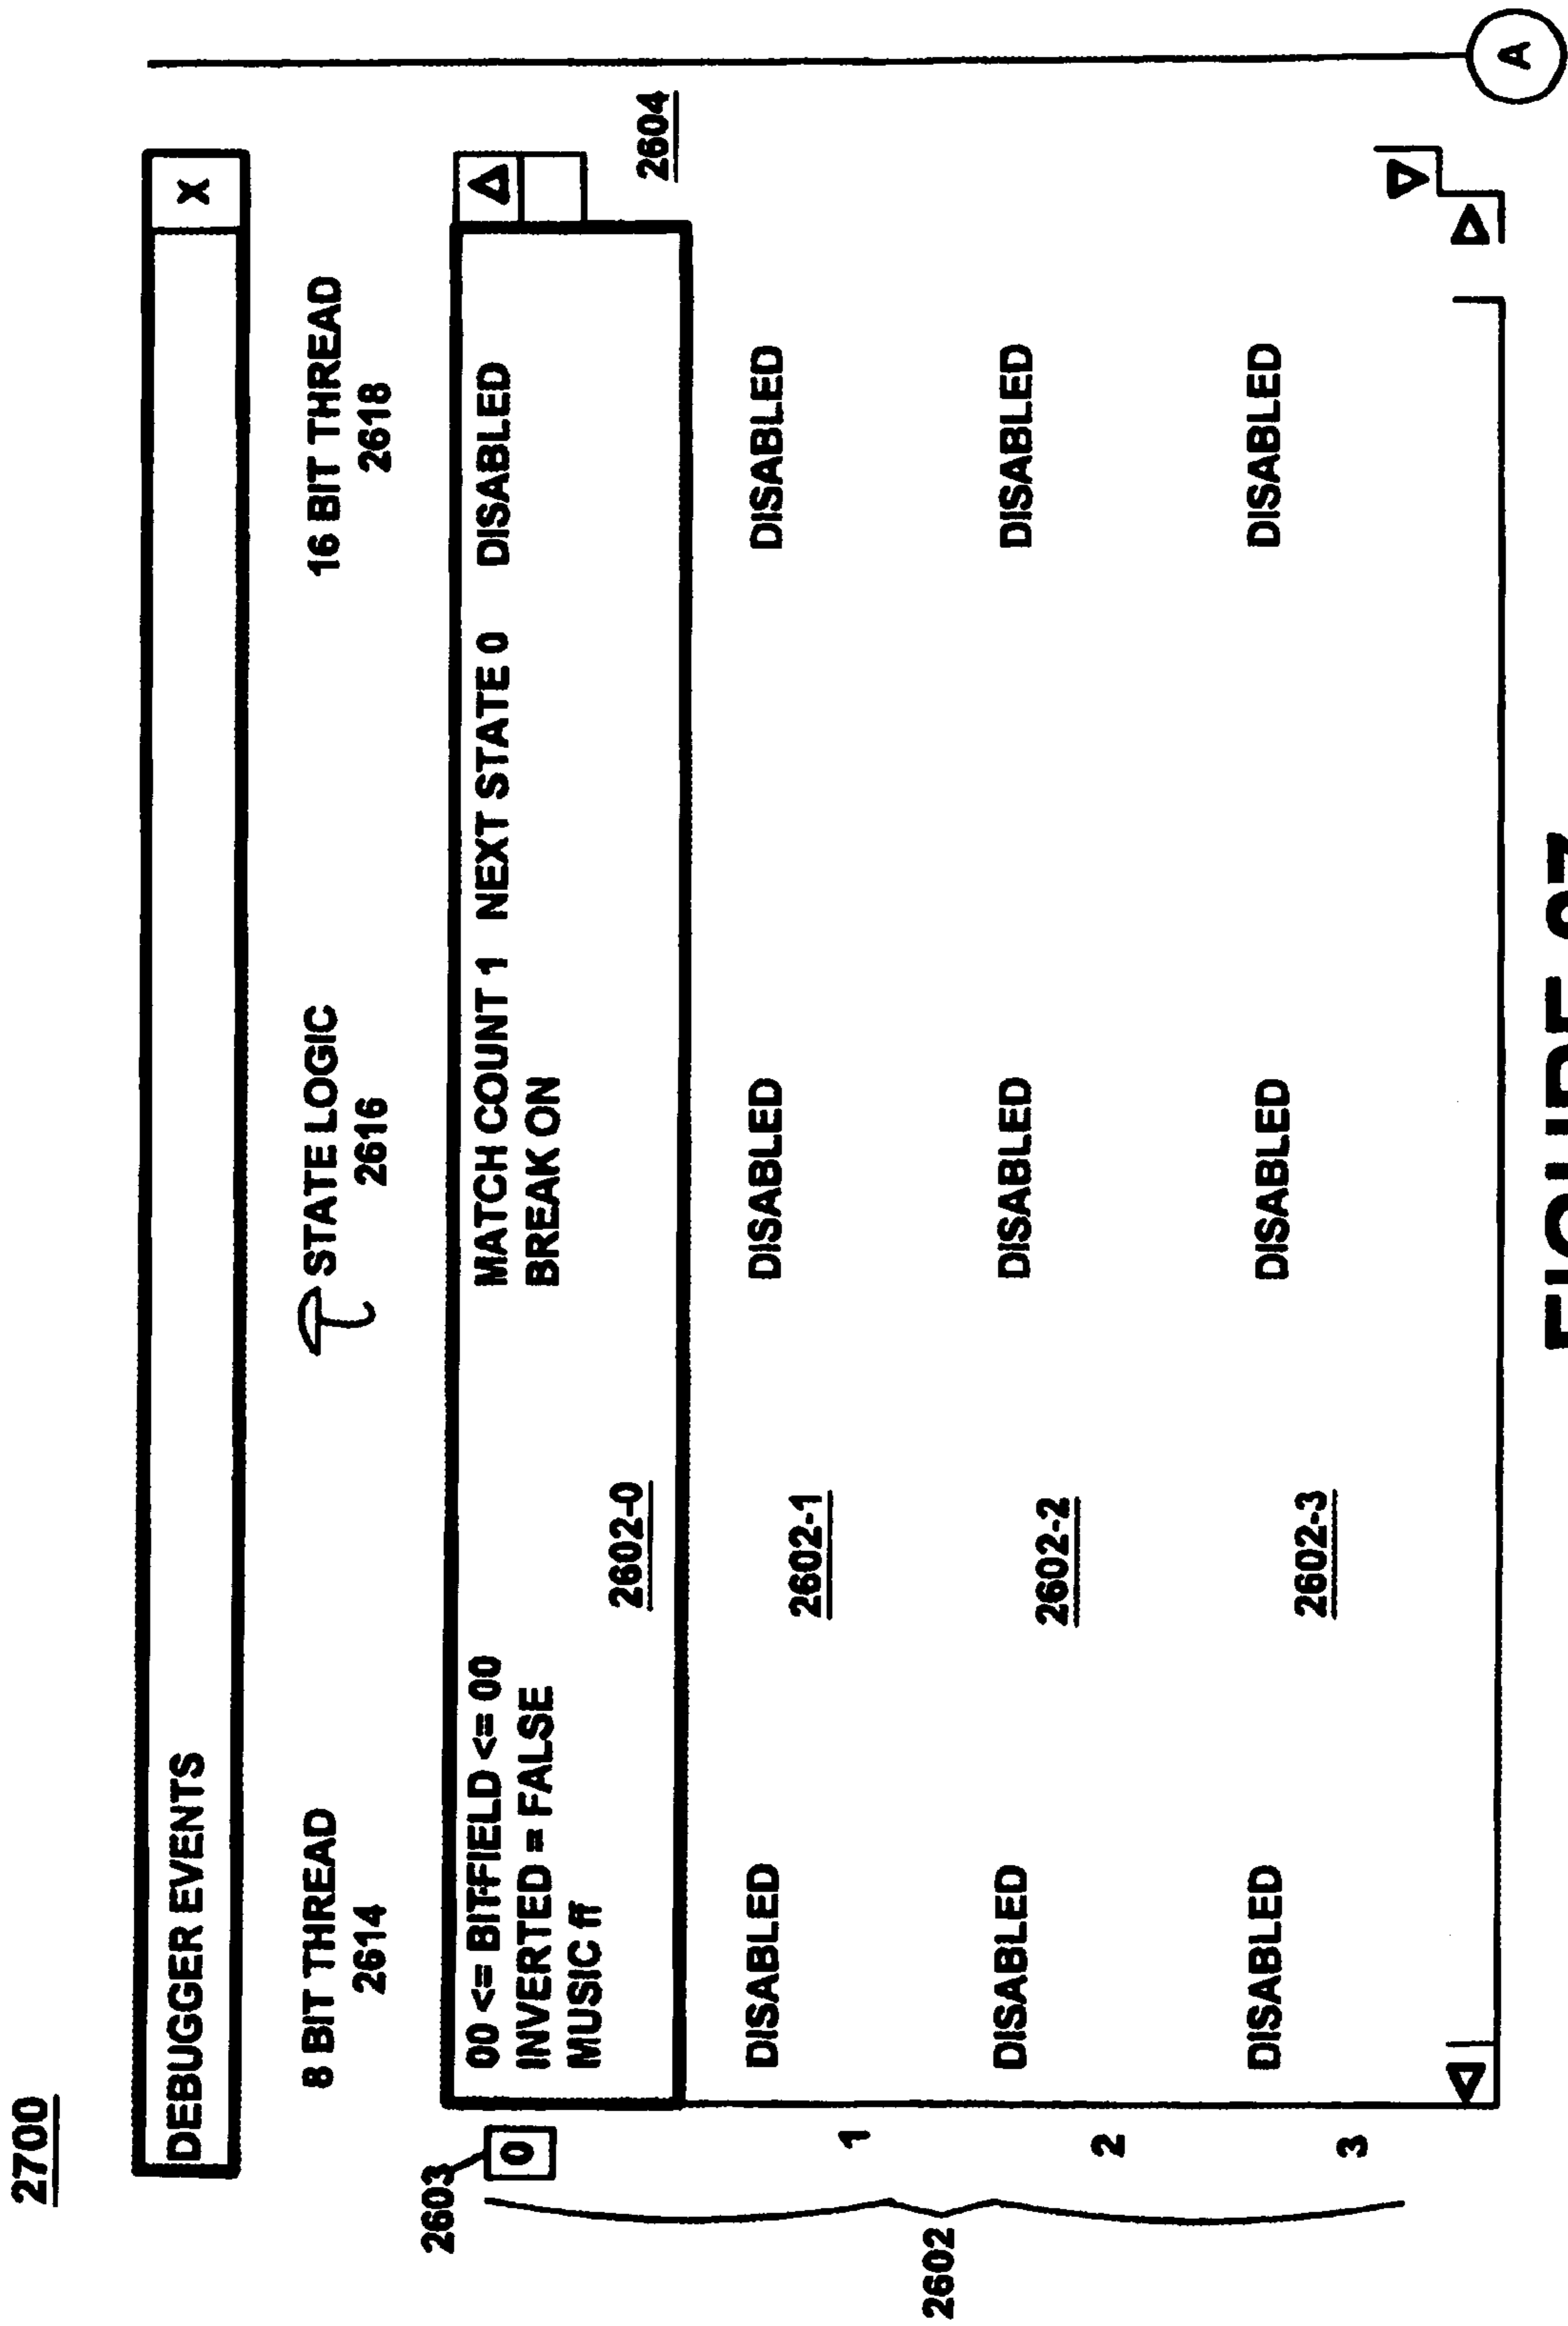 2700
DEBUGGER EVENTS X
8 BIT THREAD STATE LOGIC 16 BIT THREAD
2614 2616 2618
2603
0 00 <= BITFIELD <= 00 MATCH COUNT 1 NEXT STATE 0 DISABLED
INVERTED = FALSE BREAK ON
MUSIC ff
2602-0 2604
DISABLED DISABLED DISABLED
2602-1
1
DISABLED DISABLED DISABLED
2602-2
2
2602
DISABLED DISABLED DISABLED
2602-3
3
A
FIGURE 27